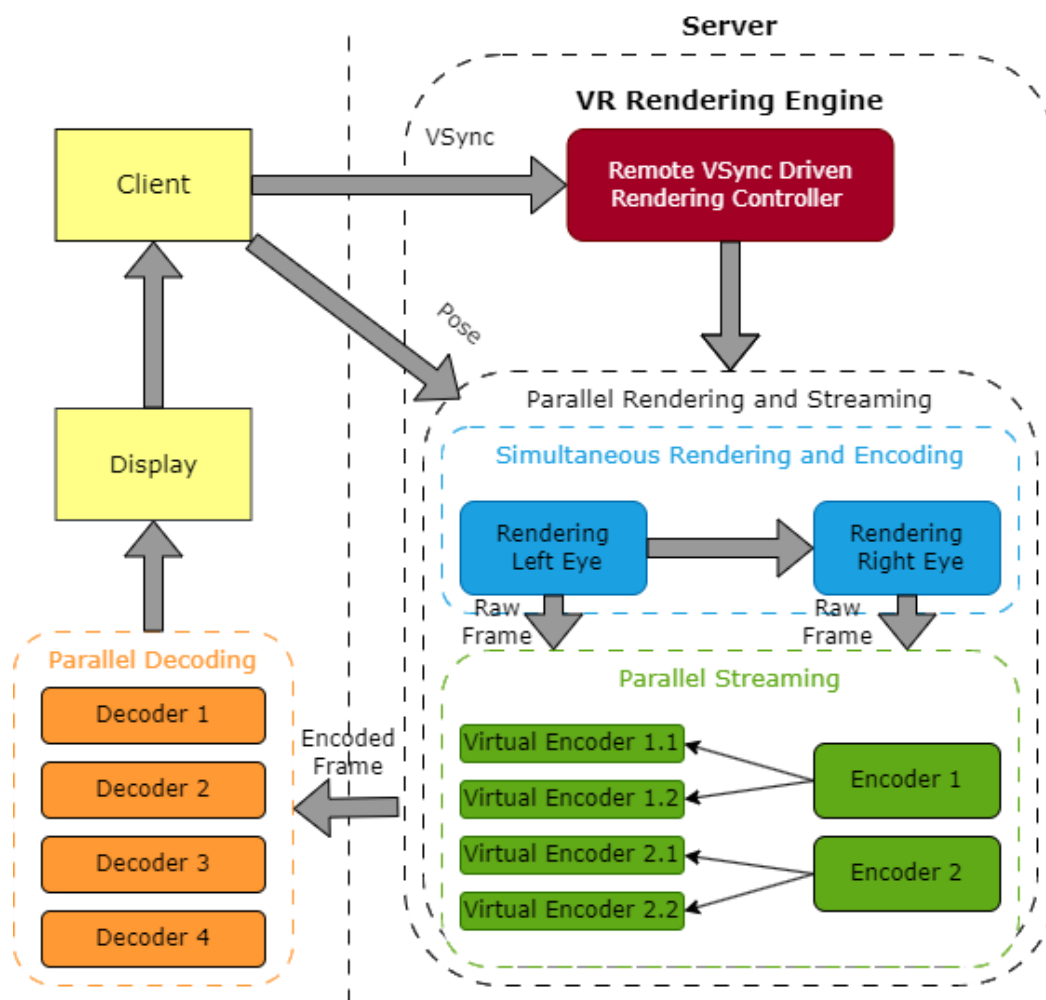 Server
VR Rendering Engine
VSync
Client
Remote VSync Driven
Rendering Controller
Pose
Parallel Rendering and Streaming
Display
Simultaneous Rendering and Encoding
Rendering
Left Eye
Rendering
Right Eye
Raw
Frame
Raw
Frame
Parallel Decoding
Parallel Streaming
Decoder 1
Decoder 2
Decoder 3
Decoder 4
Encoded
Frame
Virtual Encoder 1.1
Virtual Encoder 1.2
Virtual Encoder 2.1
Virtual Encoder 2.2
Encoder 1
Encoder 2